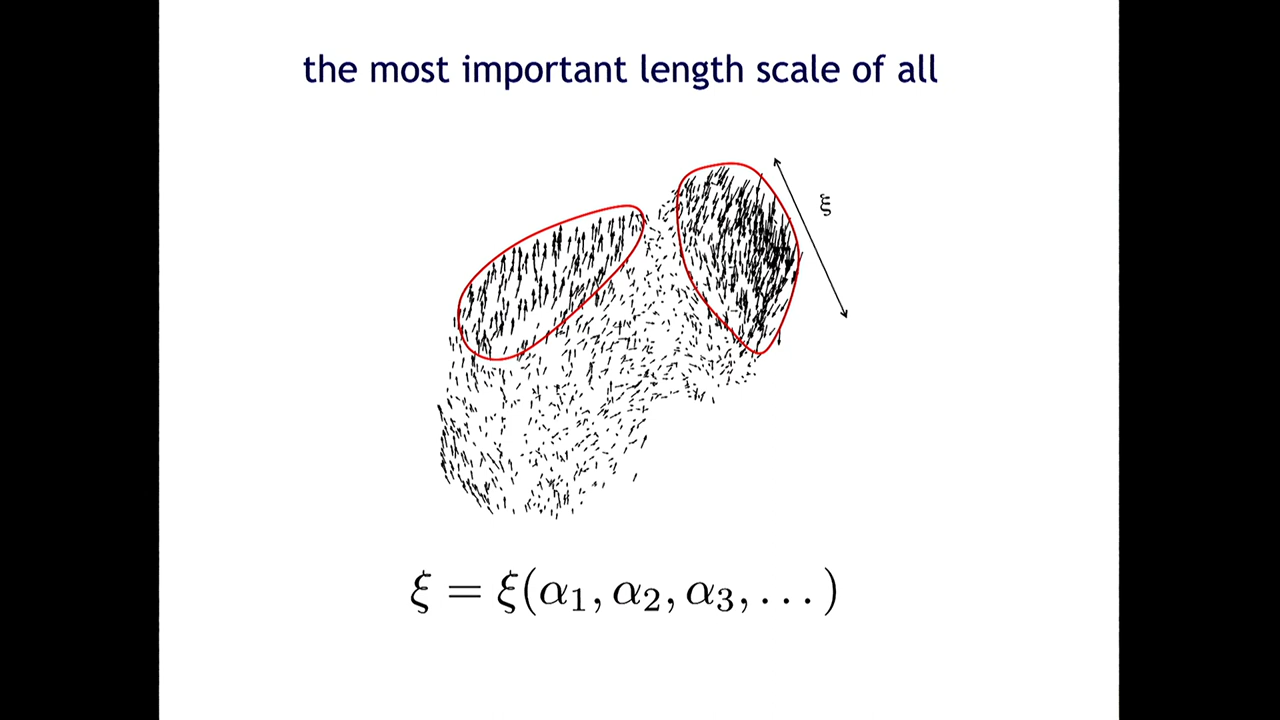 the most important length scale of all
ξ
ξ = ξ(α₁, α₂, α₃, . . . )